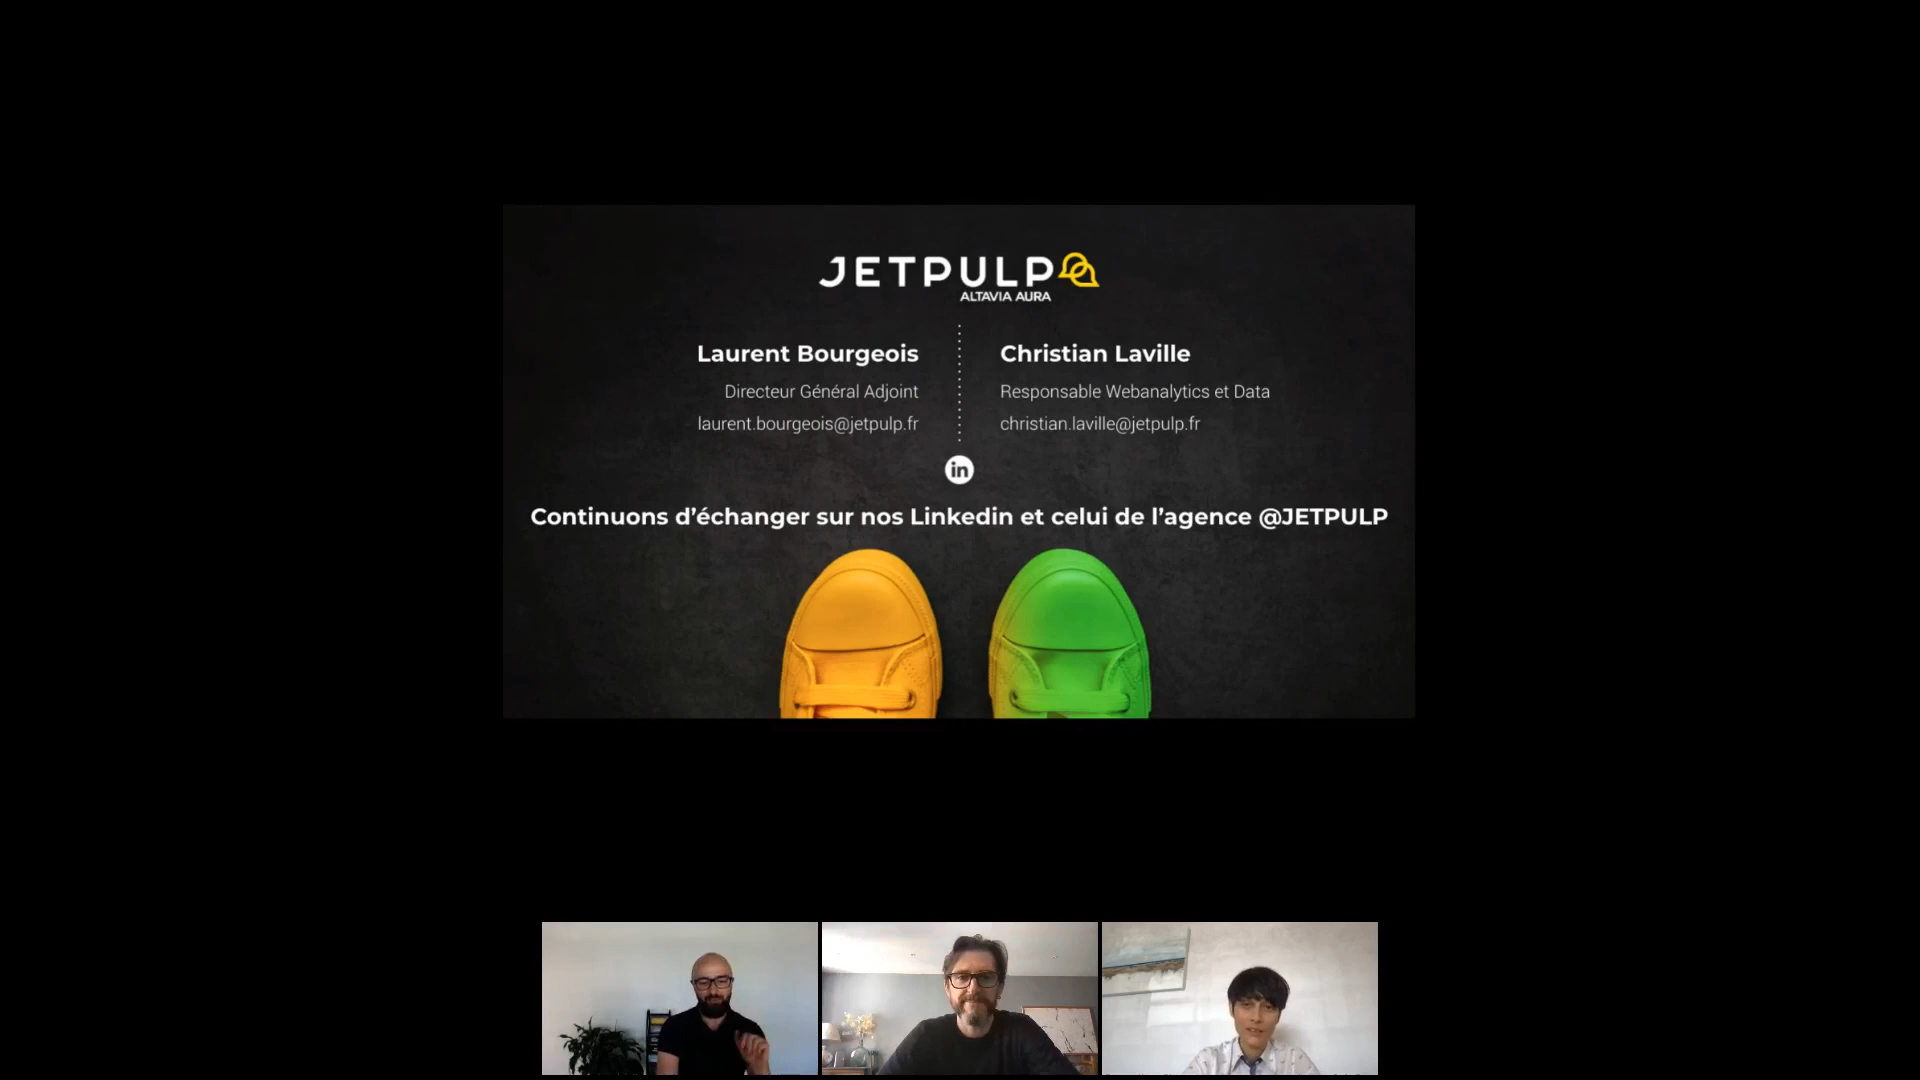 JETPULP
ALTAVIA AURA
Laurent Bourgeois
Directeur Général Adjoint
laurent.bourgeois@jetpulp.fr
Christian Laville
Responsable Webanalytics et Data
christian.laville@jetpulp.fr
in
Continuons d’échanger sur nos Linkedin et celui de l’agence @JETPULP